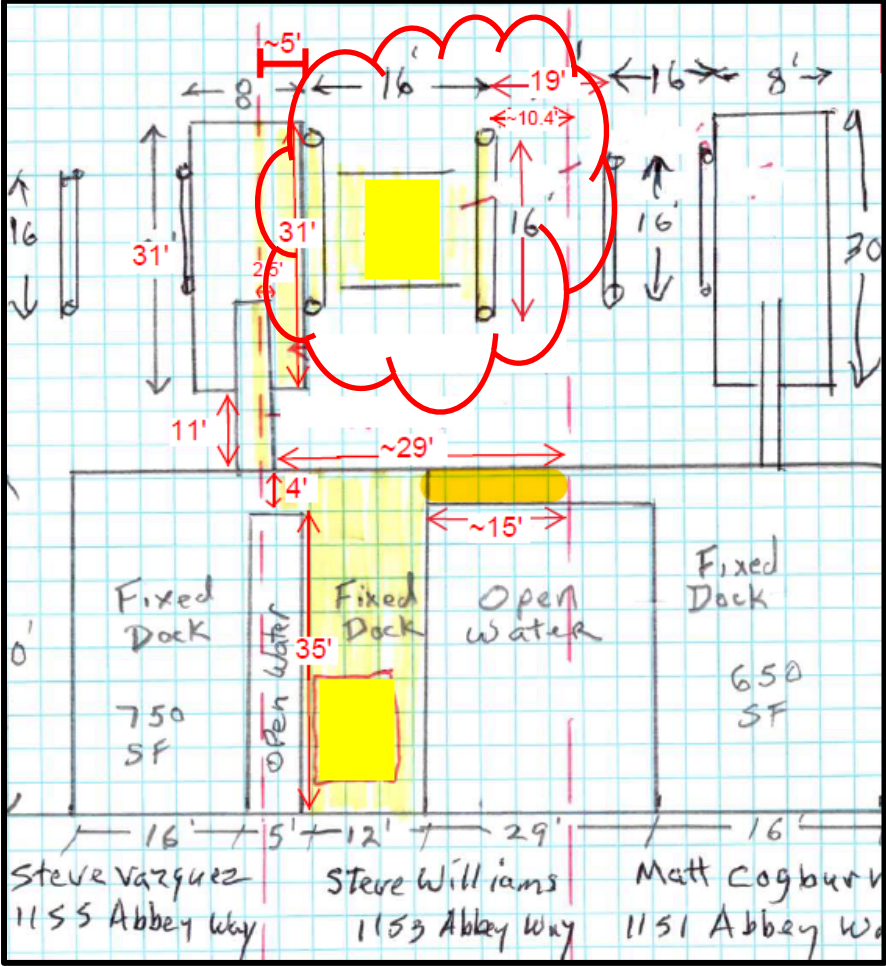 ~5'
8 16' 19' 16 8'
~10.4'
16 31' 31' 16' 16' 30
2.5'
11' ~29'
4' ~15'
Fixed Dock
Open Water
Fixed Dock
Open Water
Fixed Dock
35'
0'
750 SF
650 SF
16' 5' 12' 29' 16
Steve Vazquez Steve Williams Matt Cogburn
1155 Abbey Way 1153 Abbey Way 1151 Abbey